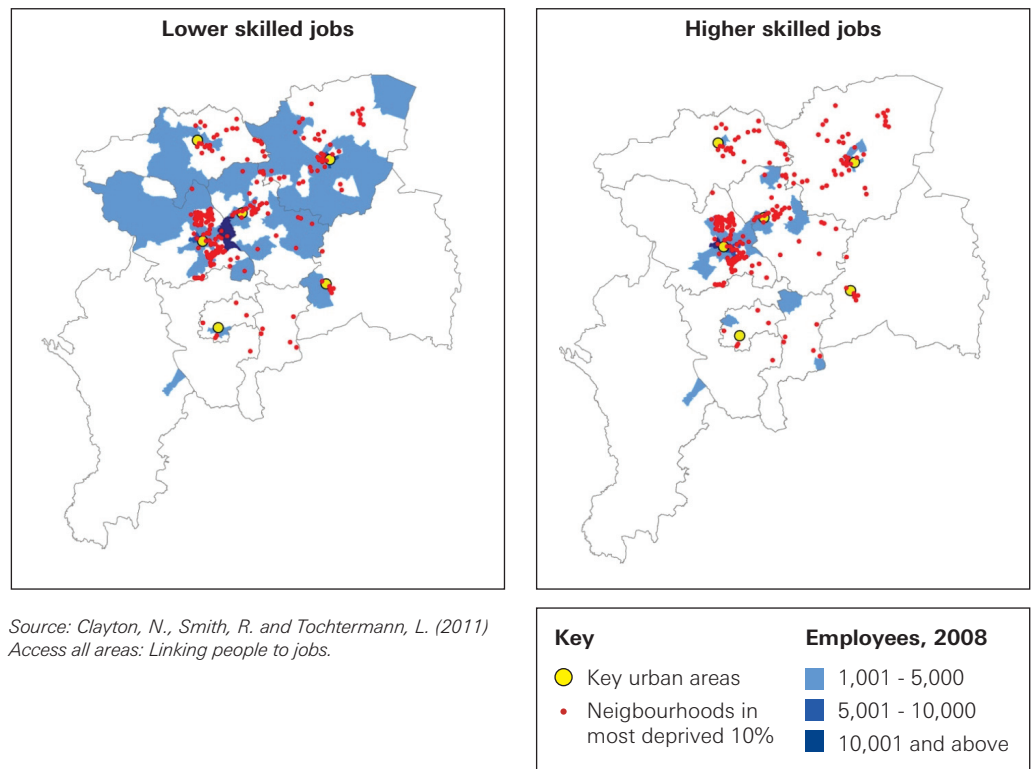 Lower skilled jobs
Higher skilled jobs
Source: Clayton, N., Smith, R. and Tochtermann, L. (2011)
Access all areas: Linking people to jobs.
Key
Key urban areas
Neigbourhoods in
most deprived 10%
Employees, 2008
1,001 - 5,000
5,001 - 10,000
10,001 and above